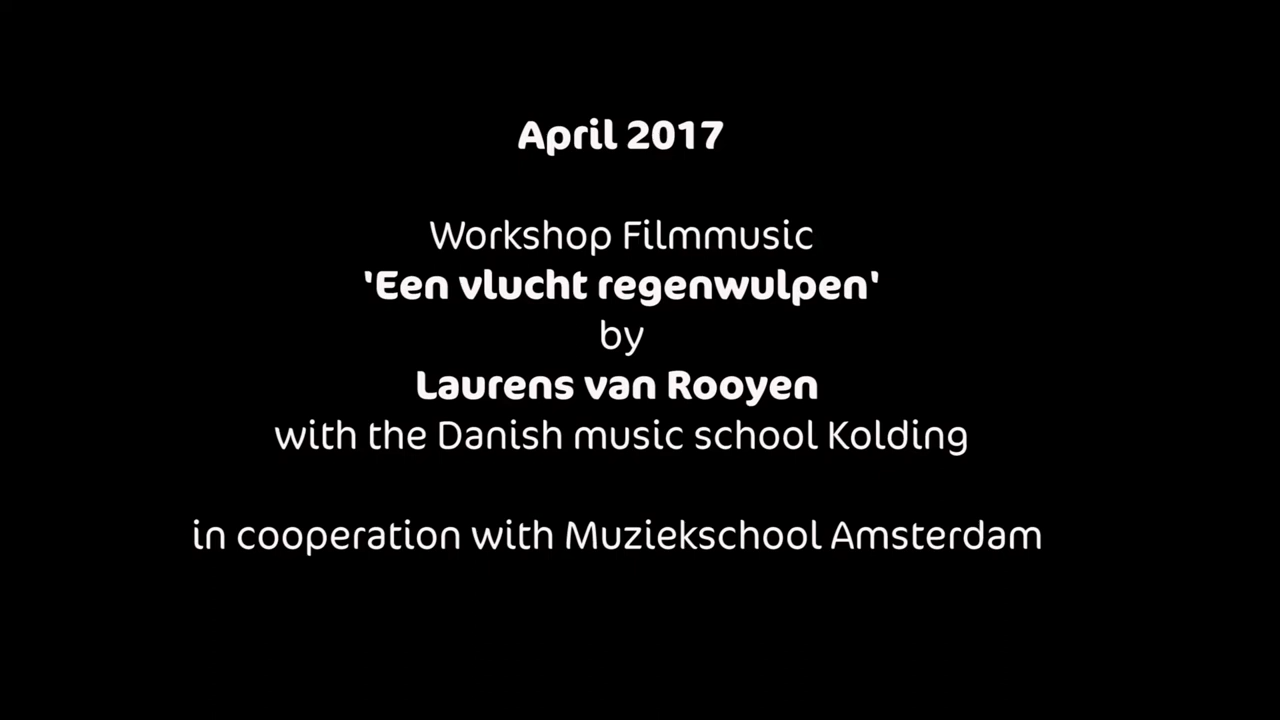 April 2017
Workshop Filmmusic
'Een vlucht regenwulpen'
by
Laurens van Rooyen
with the Danish music school Kolding
in cooperation with Muziekschool Amsterdam